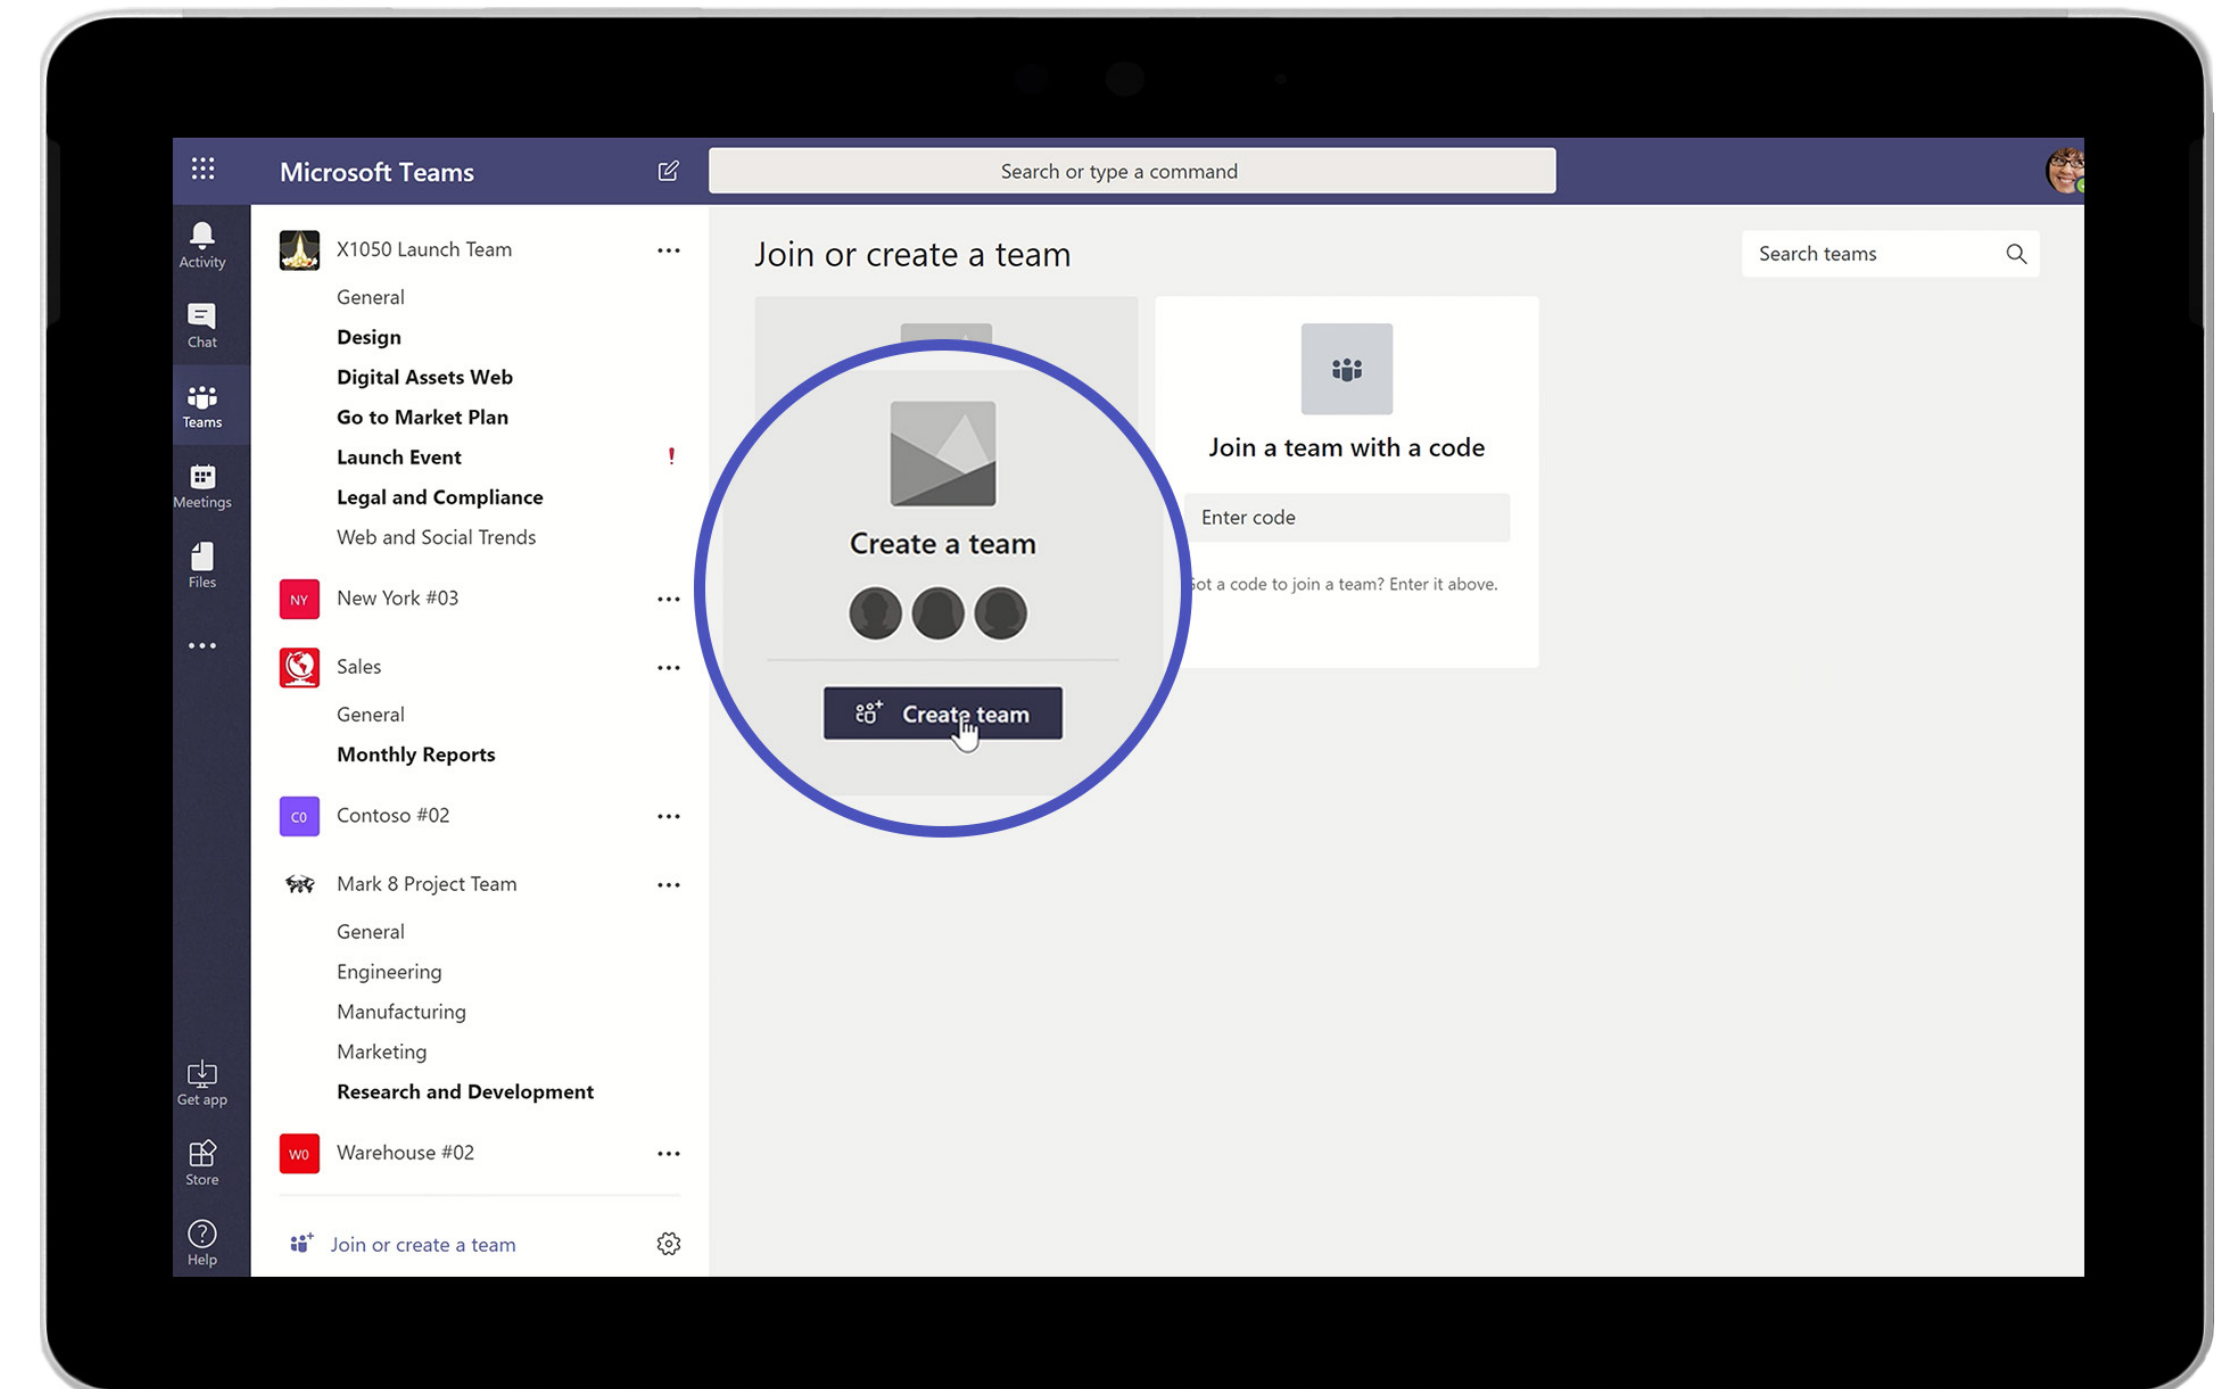 Microsoft Teams
Search or type a command
Activity
Chat
Teams
Meetings
Files
Get app
Store
Help
X1050 Launch Team
General
Design
Digital Assets Web
Go to Market Plan
Launch Event !
Legal and Compliance
Web and Social Trends
NY New York #03
Sales
General
Monthly Reports
C0 Contoso #02
Mark 8 Project Team
General
Engineering
Manufacturing
Marketing
Research and Development
W0 Warehouse #02
Join or create a team
Join or create a team
Search teams
Create a team
Create team
Join a team with a code
Enter code
a code to join a team? Enter it above.